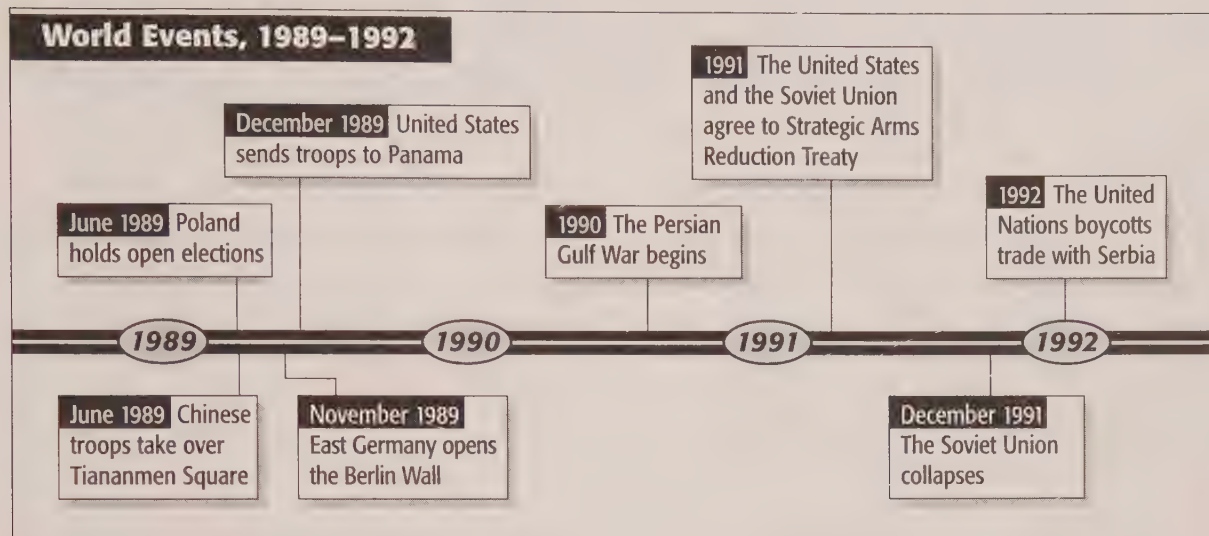 World Events, 1989–1992
December 1989 United States
sends troops to Panama
1991 The United States
and the Soviet Union
agree to Strategic Arms
Reduction Treaty
June 1989 Poland
holds open elections
1990 The Persian
Gulf War begins
1992 The United
Nations boycotts
trade with Serbia
1989
1990
1991
1992
June 1989 Chinese
troops take over
Tiananmen Square
November 1989
East Germany opens
the Berlin Wall
December 1991
The Soviet Union
collapses